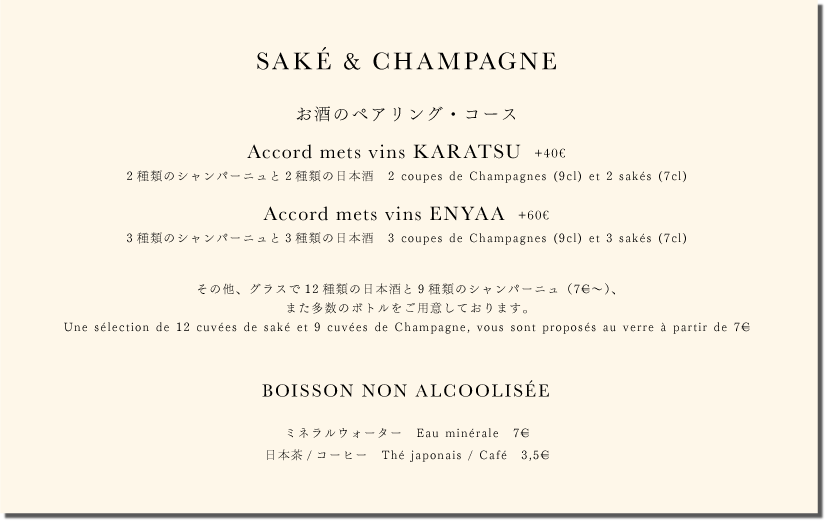 SAKÉ & CHAMPAGNE
お酒のペアリング・コース
Accord mets vins KARATSU +40€
2種類のシャンパーニュと2種類の日本酒 2 coupes de Champagnes (9cl) et 2 sakés (7cl)
Accord mets vins ENYAA +60€
3種類のシャンパーニュと3種類の日本酒 3 coupes de Champagnes (9cl) et 3 sakés (7cl)
その他、グラスで12種類の日本酒と9種類のシャンパーニュ（7€〜）、
また多数のボトルをご用意しております。
Une sélection de 12 cuvées de saké et 9 cuvées de Champagne, vous sont proposés au verre à partir de 7€
BOISSON NON ALCOOLISÉE
ミネラルウォーター Eau minérale 7€
日本茶 / コーヒー Thé japonais / Café 3,5€